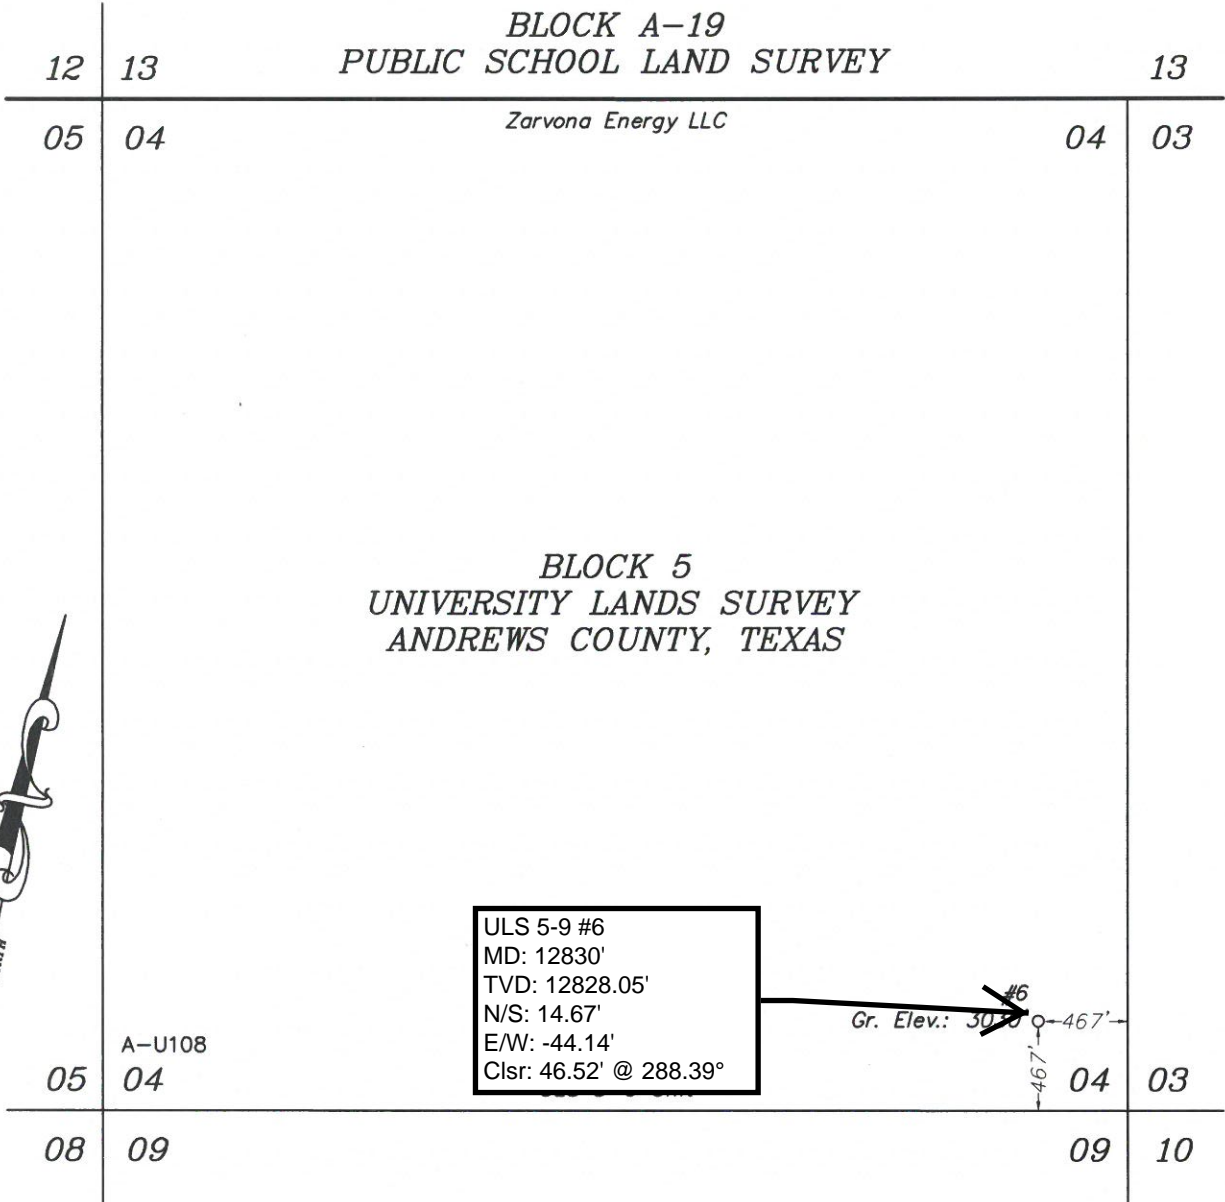 BLOCK A-19
PUBLIC SCHOOL LAND SURVEY
12 13 13
Zarvona Energy LLC
05 04 04 03
BLOCK 5
UNIVERSITY LANDS SURVEY
ANDREWS COUNTY, TEXAS
ULS 5-9 #6
MD: 12830'
TVD: 12828.05'
N/S: 14.67'
E/W: -44.14'
Clsr: 46.52' @ 288.39°
#6
Gr. Elev.:
467'
467'
A-U108
05 04 04 03
08 09 09 10